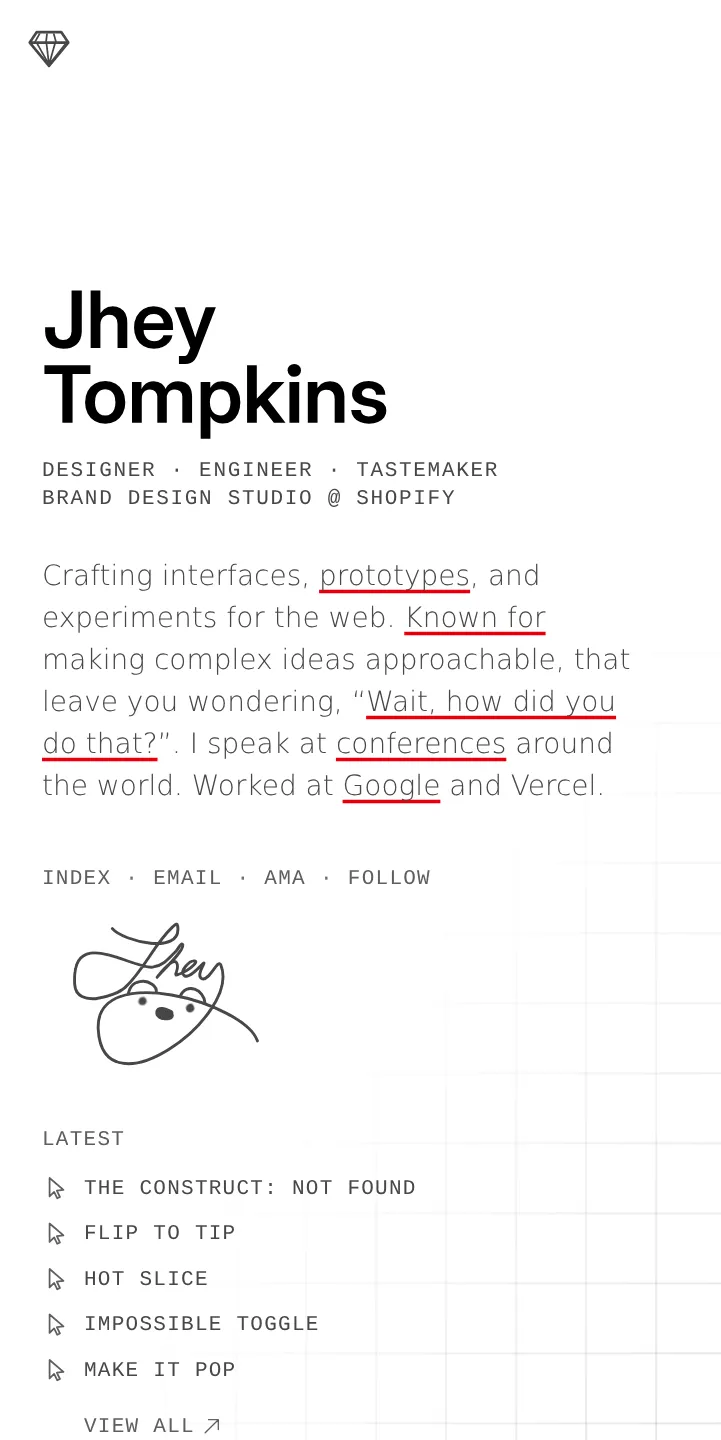 Jhey
Tompkins
DESIGNER · ENGINEER · TASTEMAKER
BRAND DESIGN STUDIO @ SHOPIFY
Crafting interfaces, prototypes, and
experiments for the web. Known for
making complex ideas approachable, that
leave you wondering, “Wait, how did you
do that?”. I speak at conferences around
the world. Worked at Google and Vercel.
INDEX · EMAIL · AMA · FOLLOW
Jhey
LATEST
THE CONSTRUCT: NOT FOUND
FLIP TO TIP
HOT SLICE
IMPOSSIBLE TOGGLE
MAKE IT POP
VIEW ALL